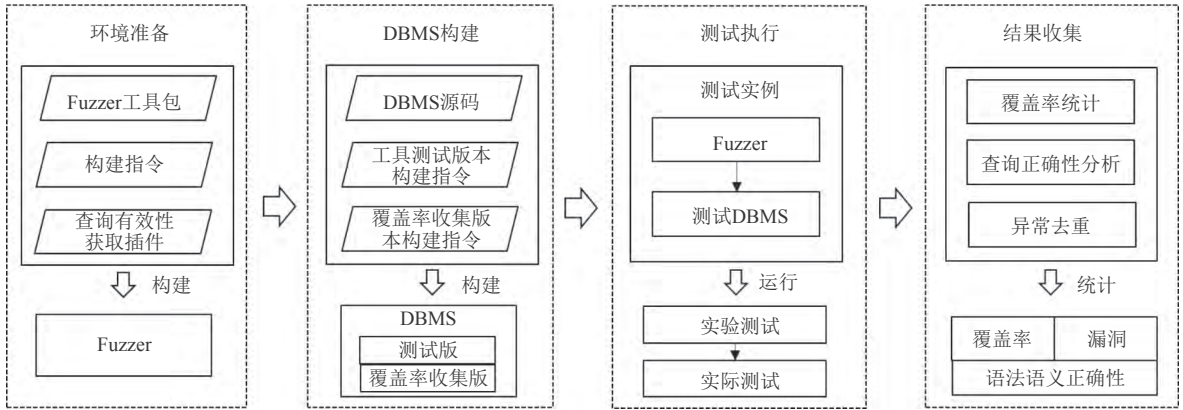 环境准备
Fuzzer工具包
构建指令
查询有效性
获取插件
构建
Fuzzer
DBMS构建
DBMS源码
工具测试版本
构建指令
覆盖率收集版
本构建指令
构建
DBMS
测试版
覆盖率收集版
测试执行
测试实例
Fuzzer
测试DBMS
运行
实验测试
实际测试
结果收集
覆盖率统计
查询正确性分析
异常去重
统计
覆盖率
漏洞
语法语义正确性